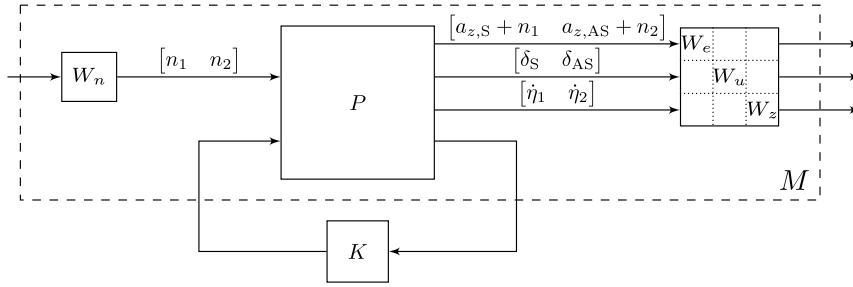 [a_{z,S} + n_1   a_{z,AS} + n_2]
W_n
[n_1   n_2]
P
[δ_S   δ_AS]
[η̇_1   η̇_2]
W_e
W_u
W_z
M
K